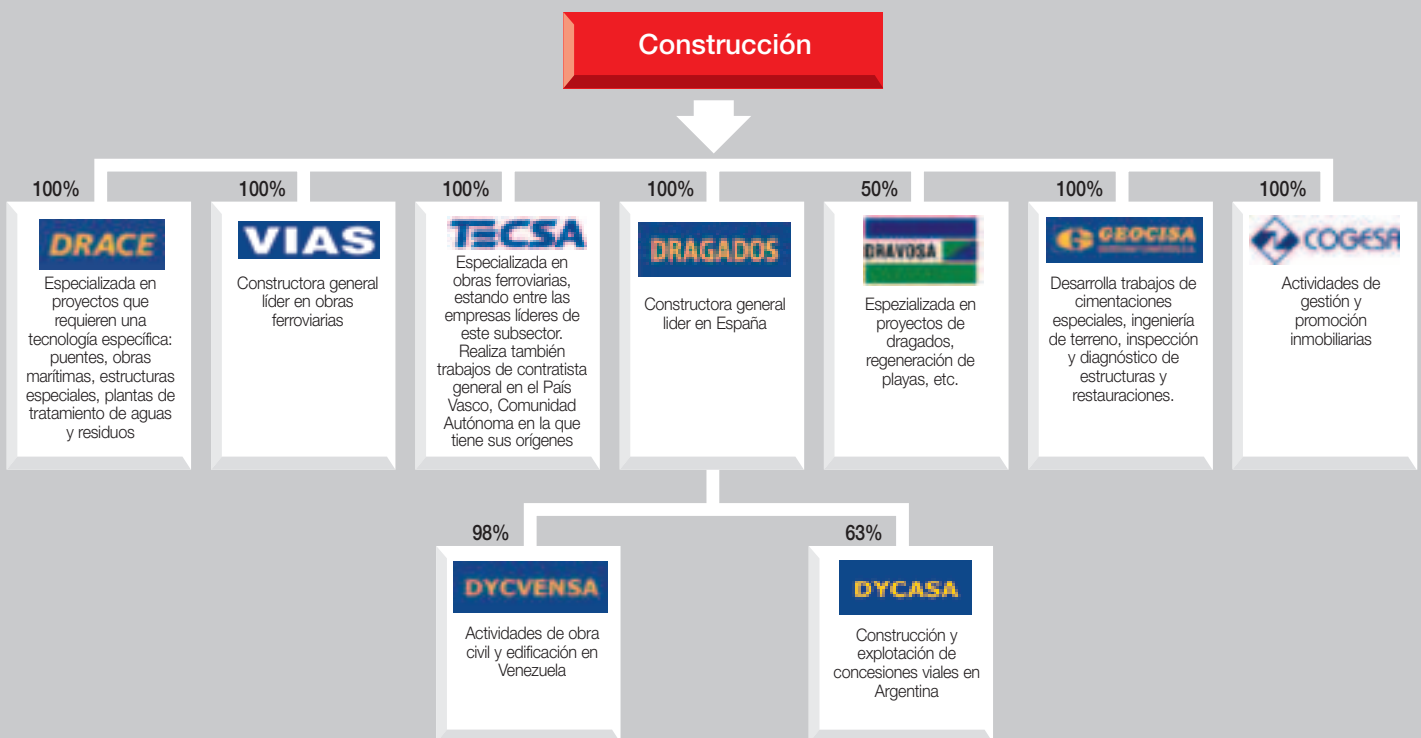 Construcción
100%
100%
100%
100%
50%
100%
100%
DRACE
Especializada en
proyectos que
requieren una
tecnología específica:
puentes, obras
marítimas, estructuras
especiales, plantas de
tratamiento de aguas
y residuos
VIAS
Constructora general
líder en obras
ferroviarias
TECSA
Especializada en
obras ferroviarias,
estando entre las
empresas líderes de
este subsector.
Realiza también
trabajos de contratista
general en el País
Vasco, Comunidad
Autónoma en la que
tiene sus orígenes
DRAGADOS
Constructora general
lider en España
DRAVOSA
Espezializada en
proyectos de
dragados,
regeneración de
playas, etc.
GEOCISA
Desarrolla trabajos de
cimentaciones
especiales, ingeniería
de terreno, inspección
y diagnóstico de
estructuras y
restauraciones.
COGESA
Actividades de
gestión y
promoción
inmobiliarias
98%
63%
DYCVENSA
Actividades de obra
civil y edificación en
Venezuela
DYCASA
Construcción y
explotación de
concesiones viales en
Argentina